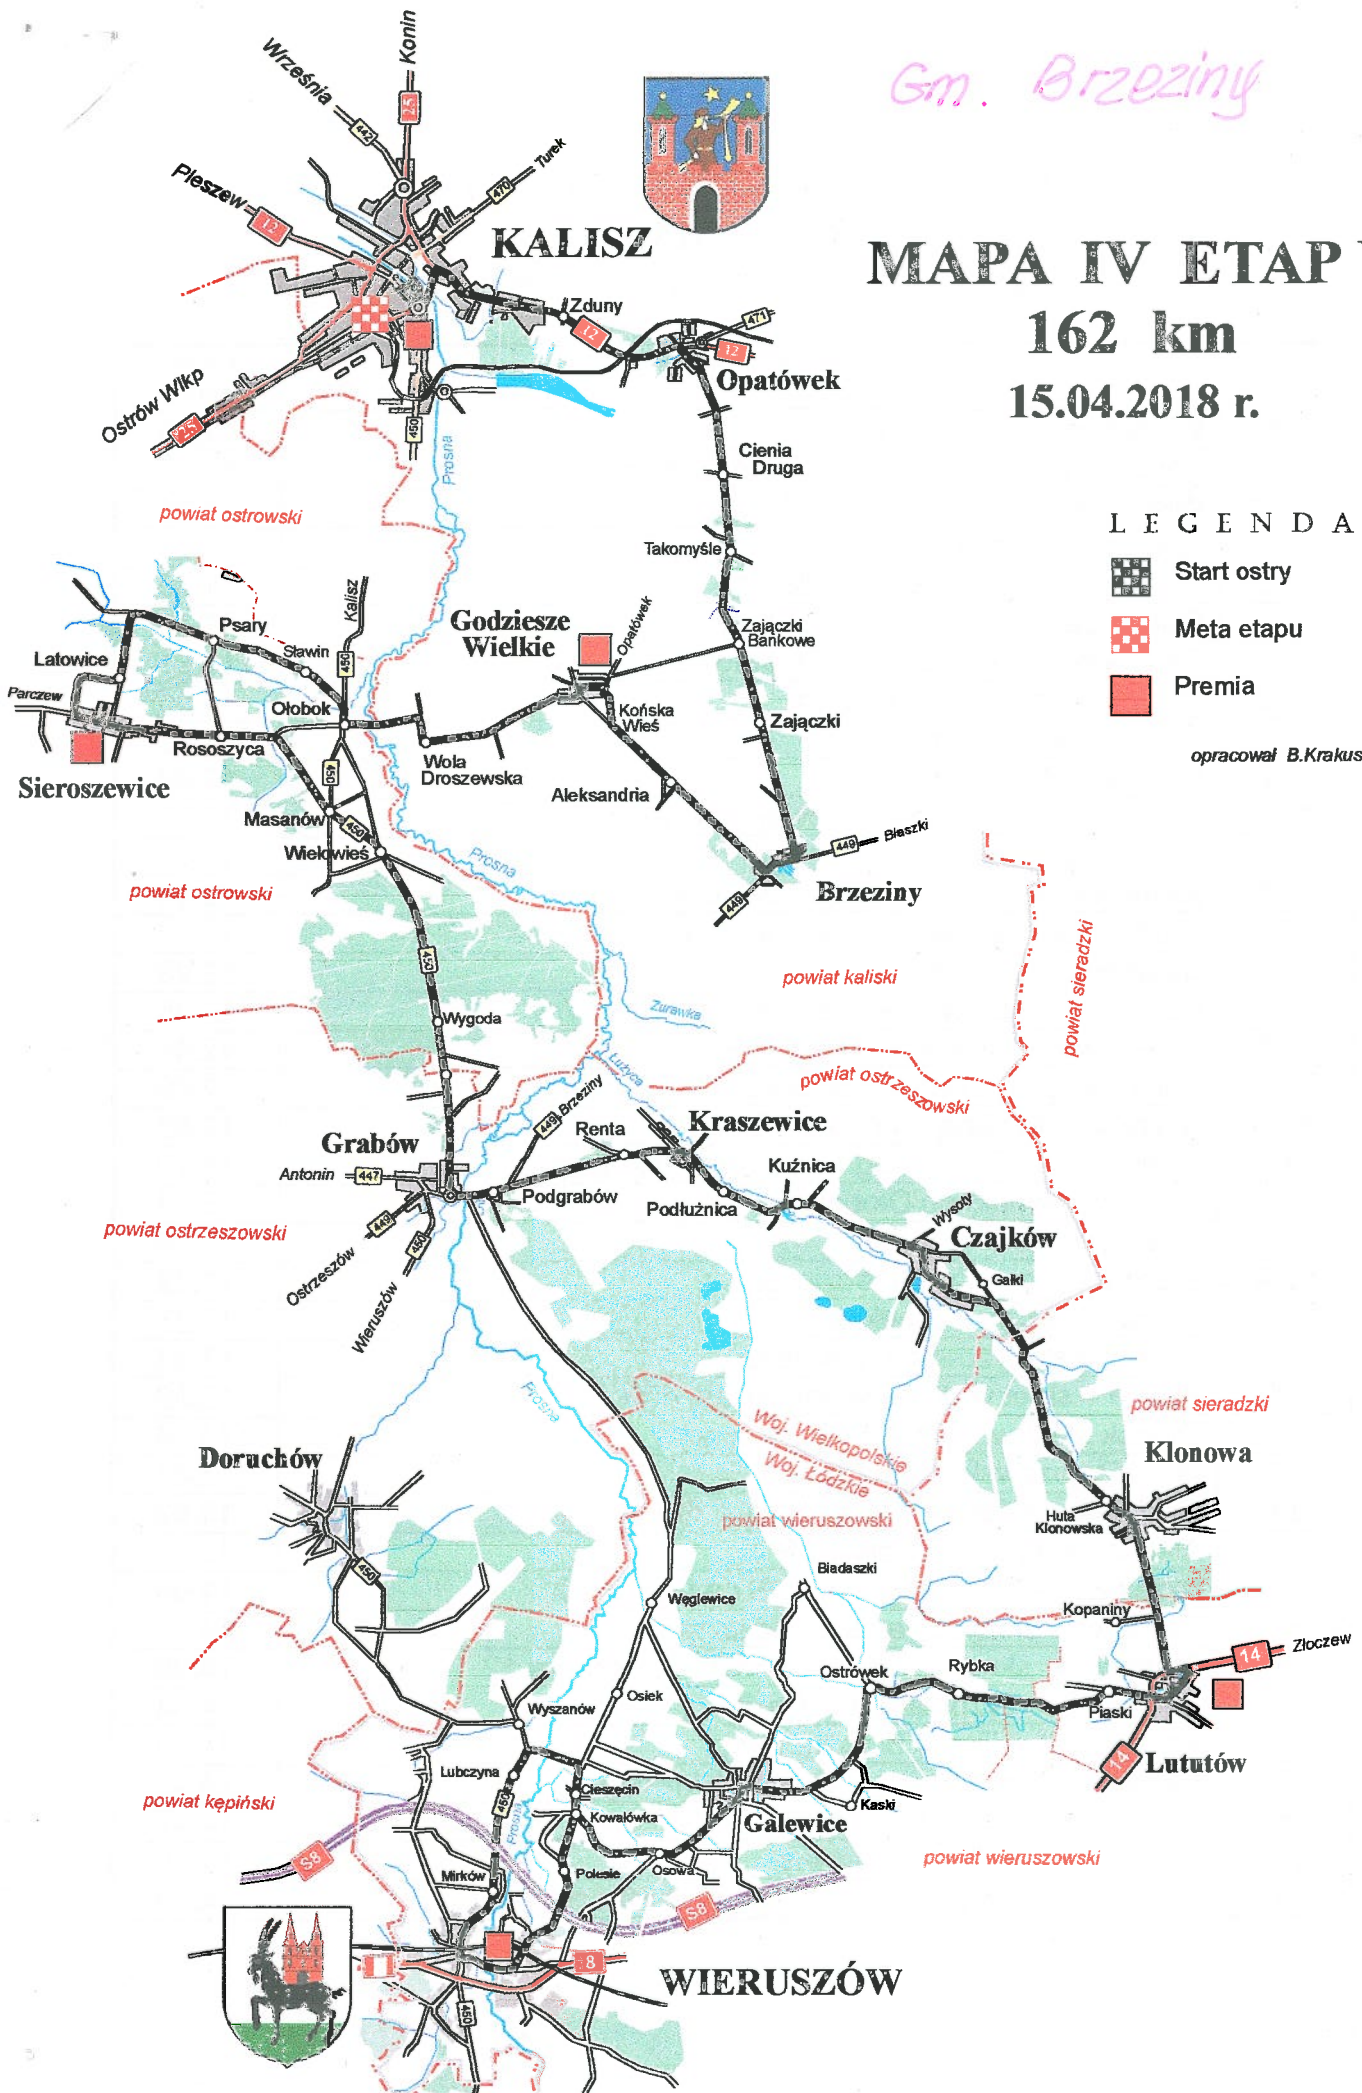 Gm. Brzeziny
Września
Konin
25
442
Turek
470
Pleszew
12
KALISZ
MAPA IV ETAP
162 km
15.04.2018 r.
Zduny
12
471
12
Opatówek
Ostrów Wlkp
25
450
Prosna
Cienia
Druga
powiat ostrowski
LEGENDA
Start ostry
Meta etapu
Premia
opracował B.Krakus
Takomyśle
Kalisz
450
Psary
Sławin
Latowice
Parczew
Ołobok
Rososzyca
Sieroszewice
Godziesze
Wielkie
Opatówek
Zajączki
Bankowe
Końska
Wieś
Zajączki
Wola
Droszewska
Aleksandria
450
Masanów
450
Wielowieś
Prosna
449
Błaszki
449
Brzeziny
powiat ostrowski
powiat kaliski
powiat sieradzki
450
Wygoda
Żurawka
Łużyca
powiat ostrzeszowski
Grabów
Antonin
447
449
Brzeziny
Renta
Kraszewice
Kuźnica
Podgrabów
Podłużnica
Wysoty
Czajków
Gałki
powiat ostrzeszowski
449
450
Ostrzeszów
Wieruszów
Prosna
Woj. Wielkopolskie
Woj. Łódzkie
powiat sieradzki
Klonowa
Doruchów
Huta
Klonowska
powiat wieruszowski
450
Biadaszki
Węglewice
Kopaniny
Złoczew
14
Ostrówek
Rybka
Osiek
Wyszanów
Piaski
14
Lututów
Lubczyna
Cieszęcin
450
Prosna
Kowalówka
Kaski
Galewice
powiat kępiński
S8
Mirków
Polesie
Osowa
powiat wieruszowski
S8
8
WIERUSZÓW
450